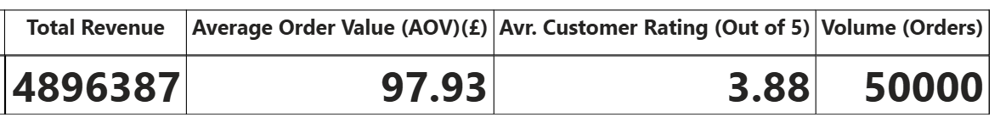 Total Revenue Average Order Value (AOV)(£) Avr. Customer Rating (Out of 5) Volume (Orders)
4896387 97.93 3.88 50000